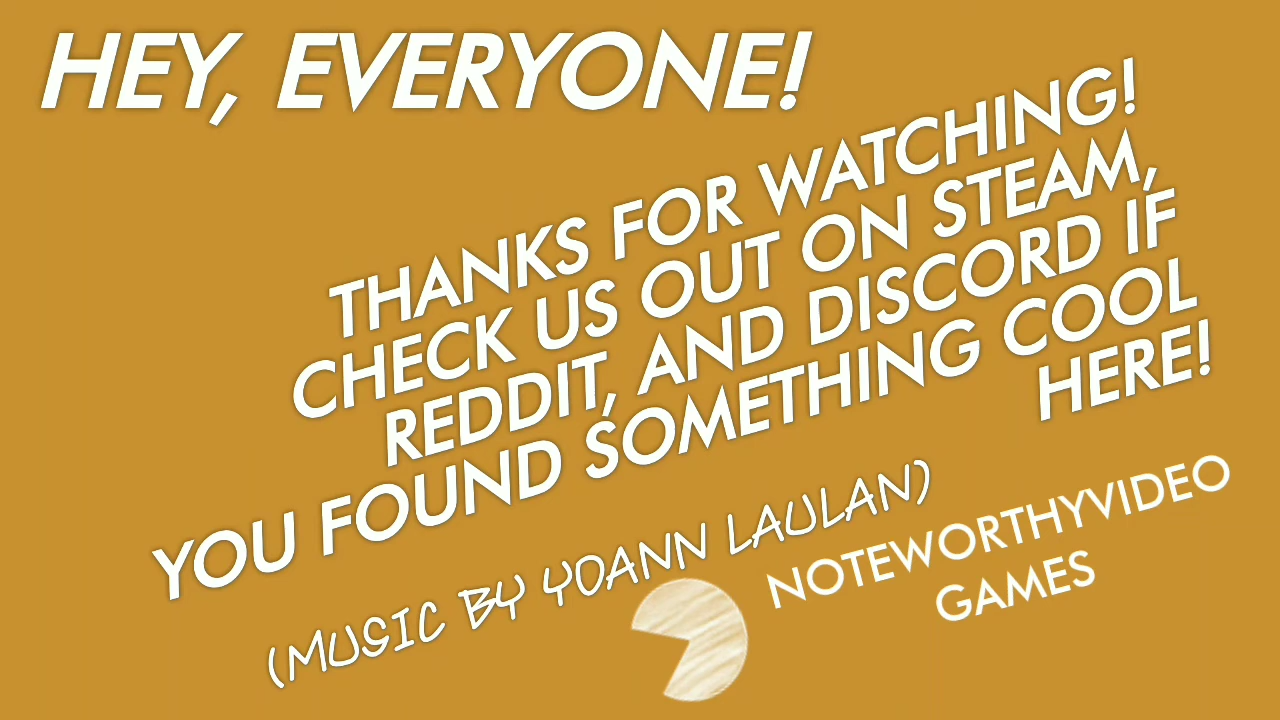 HEY, EVERYONE!
THANKS FOR WATCHING!
CHECK US OUT ON STEAM,
REDDIT, AND DISCORD IF
YOU FOUND SOMETHING COOL
HERE!
(MUSIC BY YOANN LAULAN)
NOTEWORTHYVIDEO
GAMES